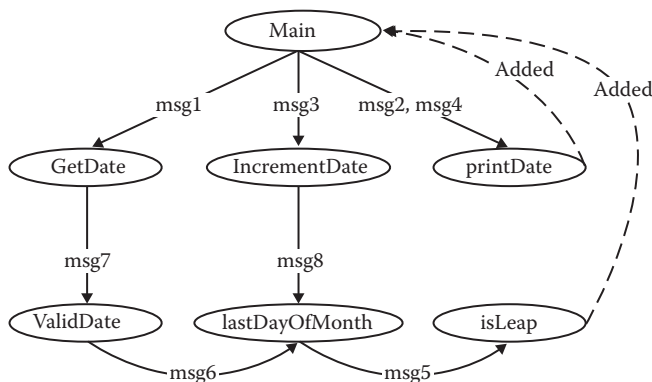 Main
Added
Added
msg1
msg3
msg2, msg4
GetDate
IncrementDate
printDate
msg7
msg8
ValidDate
lastDayOfMonth
isLeap
msg6
msg5